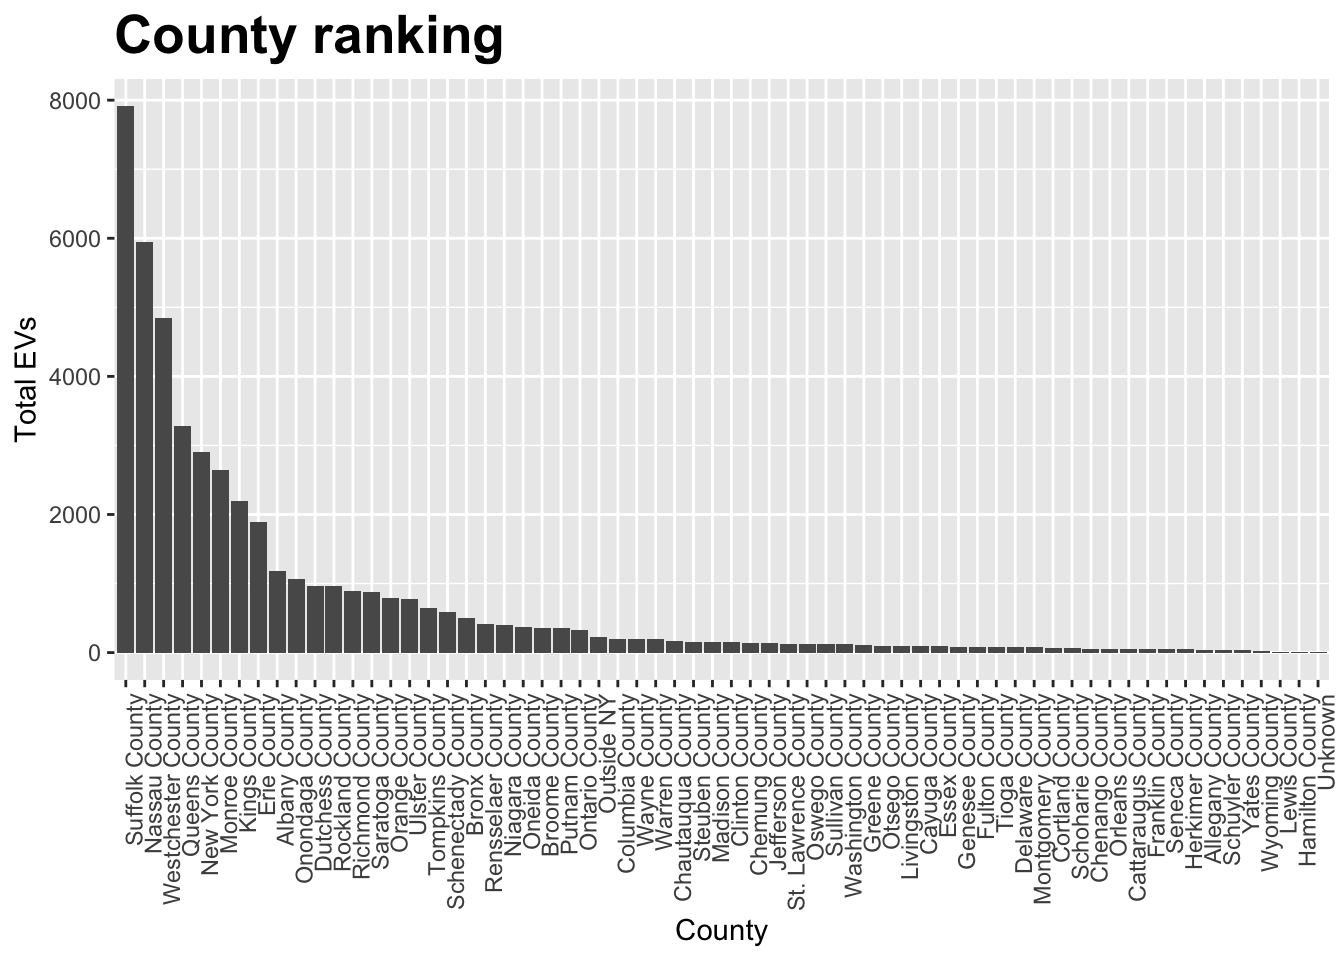 County ranking
8000
6000
4000
2000
0
Total EVs
Suffolk County
Nassau County
Westchester County
Queens County
New York County
Monroe County
Kings County
Erie County
Albany County
Onondaga County
Dutchess County
Rockland County
Richmond County
Saratoga County
Orange County
Ulster County
Tompkins County
Schenectady County
Bronx County
Rensselaer County
Niagara County
Oneida County
Broome County
Putnam County
Ontario County
Outside NY
Columbia County
Wayne County
Warren County
Chautauqua County
Steuben County
Madison County
Clinton County
Chemung County
Jefferson County
St. Lawrence County
Oswego County
Sullivan County
Washington County
Greene County
Otsego County
Livingston County
Cayuga County
Essex County
Genesee County
Fulton County
Tioga County
Delaware County
Montgomery County
Cortland County
Schoharie County
Chenango County
Orleans County
Cattaraugus County
Franklin County
Seneca County
Herkimer County
Allegany County
Schuyler County
Yates County
Wyoming County
Lewis County
Hamilton County
Unknown
County